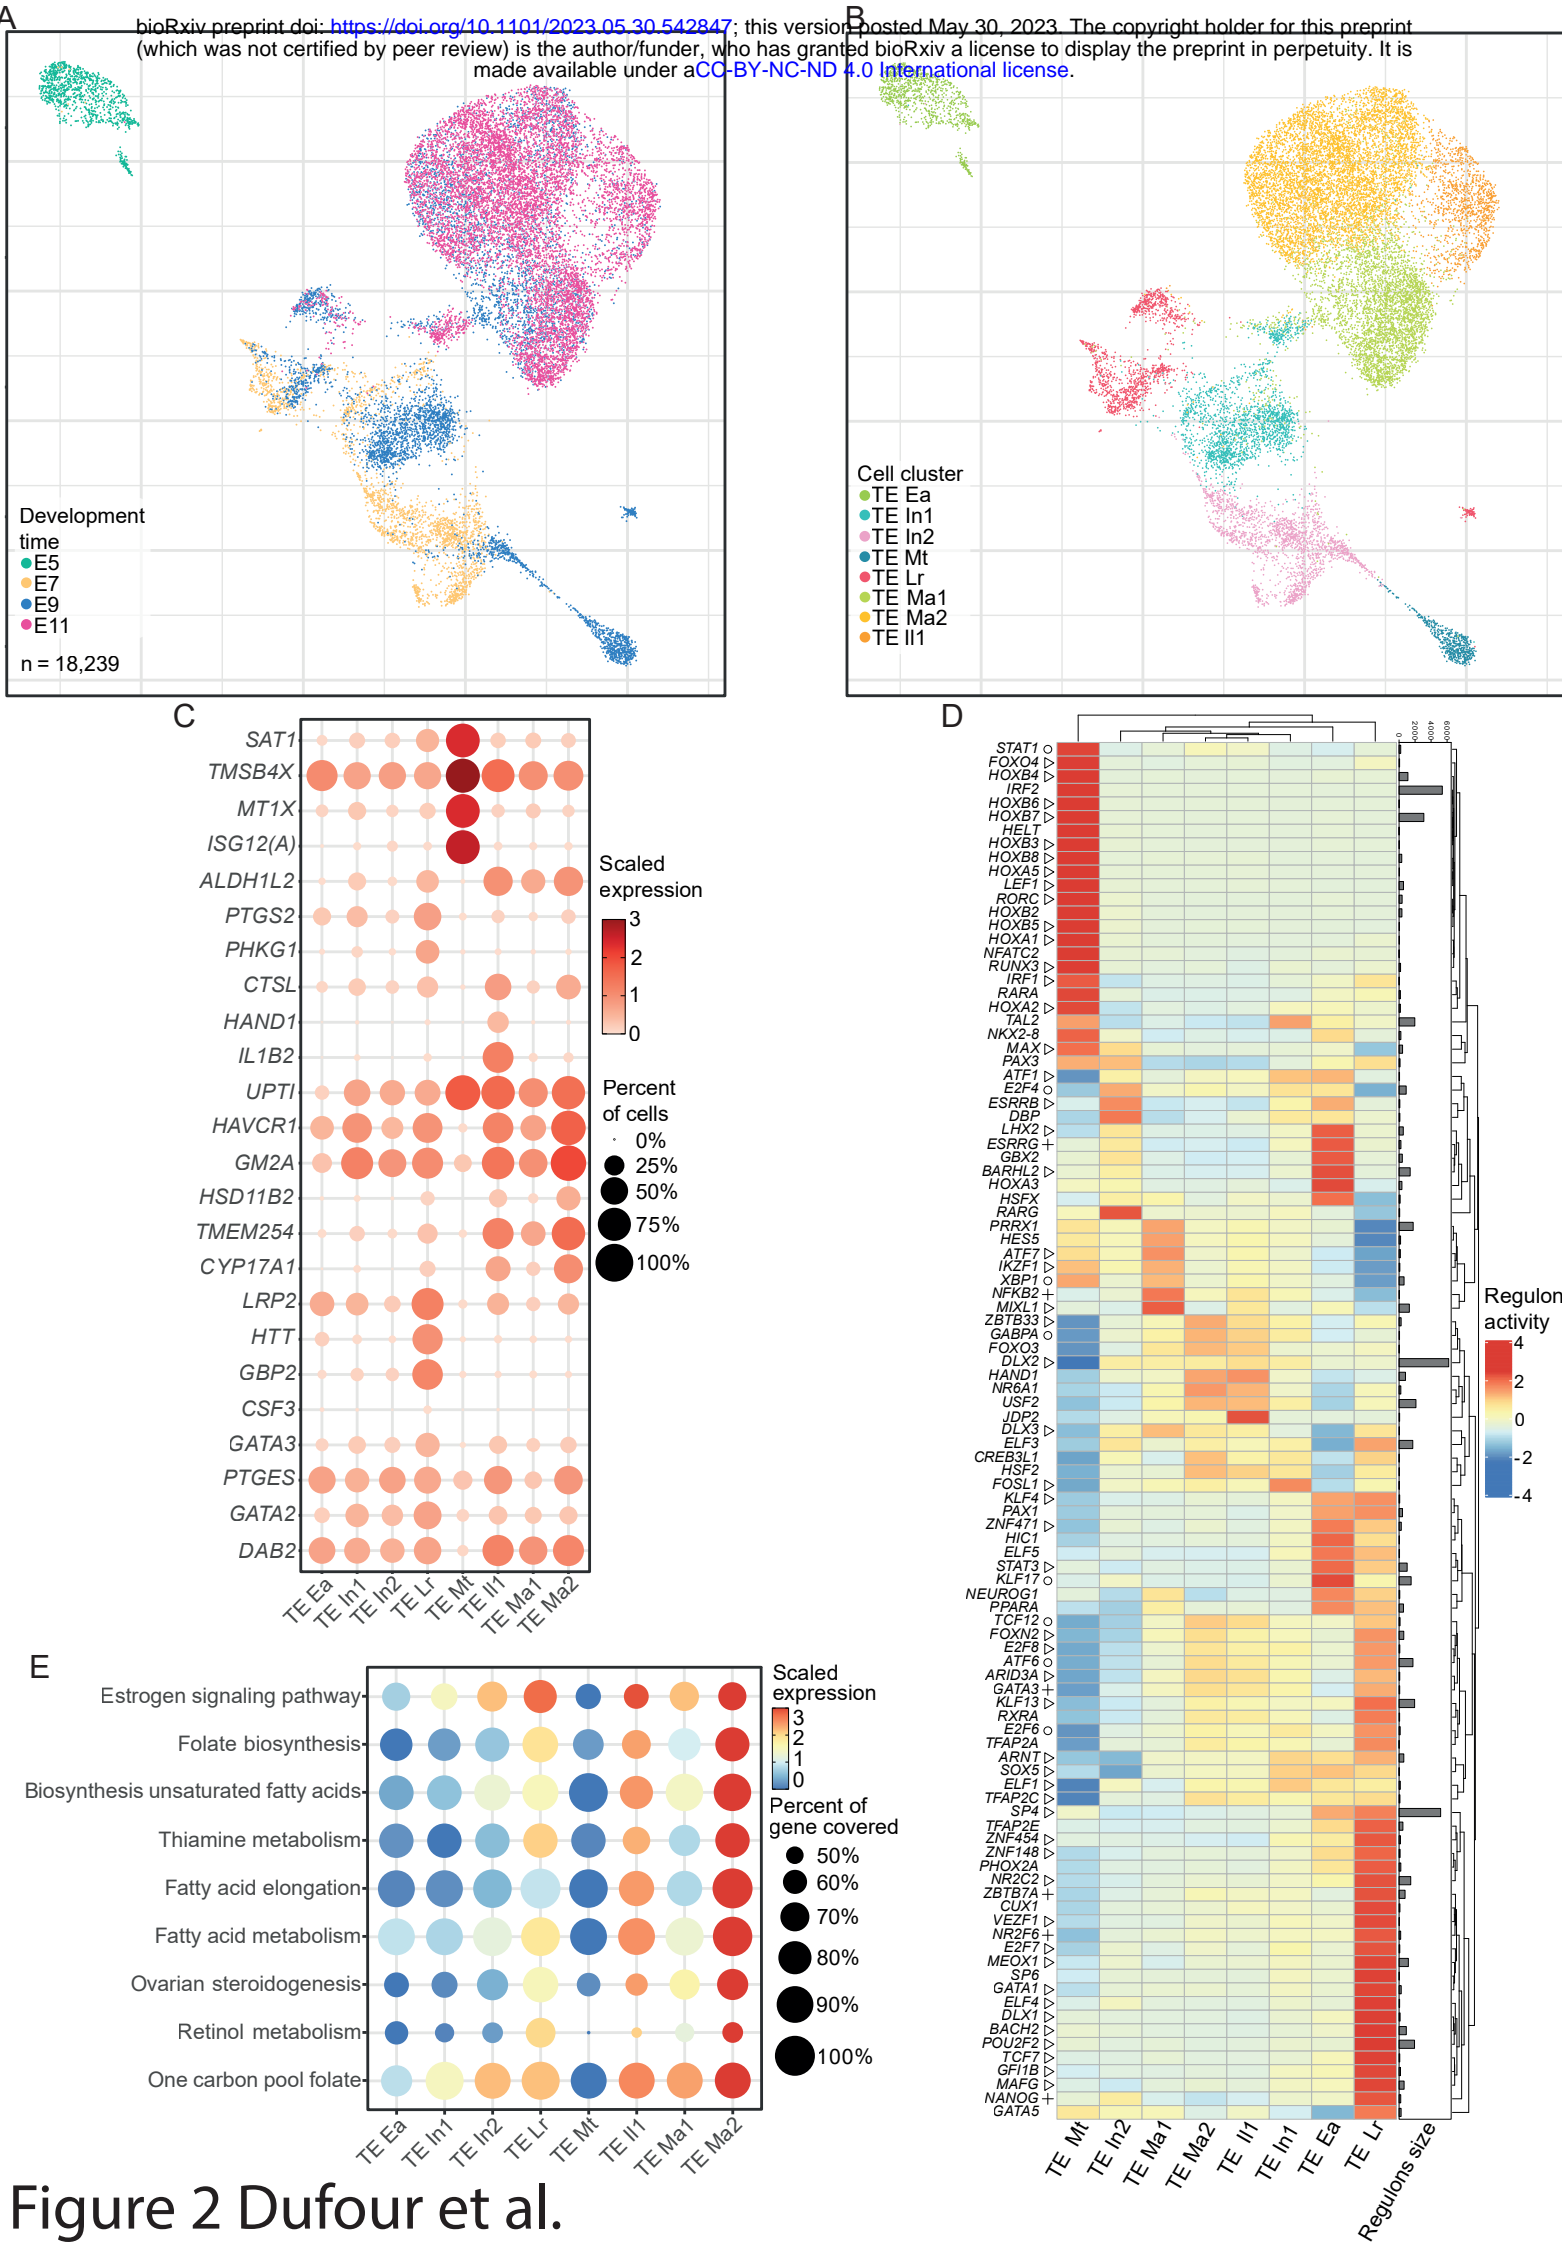 A
B
bioRxiv preprint doi: https://doi.org/10.1101/2023.05.30.542847; this version posted May 30, 2023. The copyright holder for this preprint
(which was not certified by peer review) is the author/funder, who has granted bioRxiv a license to display the preprint in perpetuity. It is
made available under aCC-BY-NC-ND 4.0 International license.
Development
time
E5
E7
E9
E11
n = 18,239
Cell cluster
TE Ea
TE In1
TE In2
TE Mt
TE Lr
TE Ma1
TE Ma2
TE Il1
C
SAT1
TMSB4X
MT1X
ISG12(A)
ALDH1L2
PTGS2
PHKG1
CTSL
HAND1
IL1B2
UPTI
HAVCR1
GM2A
HSD11B2
TMEM254
CYP17A1
LRP2
HTT
GBP2
CSF3
GATA3
PTGES
GATA2
DAB2
TE Ea
TE In1
TE In2
TE Lr
TE Mt
TE Il1
TE Ma1
TE Ma2
Scaled
expression
3
2
1
0
Percent
of cells
0%
25%
50%
75%
100%
D
0
2000
4000
6000
STAT1 ○
FOXO4 ▷
HOXB4 ▷
IRF2
HOXB6 ▷
HOXB7 ▷
HELT
HOXB3 ▷
HOXB8 ▷
HOXA5 ▷
LEF1 ▷
RORC ▷
HOXB2
HOXB5 ▷
HOXA1 ▷
NFATC2
RUNX3 ▷
IRF1 ▷
RARA
HOXA2 ▷
TAL2
NKX2-8
MAX ▷
PAX3
ATF1 ▷
E2F4 ○
ESRRB ▷
DBP
LHX2 ▷
ESRRG +
GBX2
BARHL2 ▷
HOXA3
HSFX
RARG
PRRX1
HES5
ATF7 ▷
IKZF1 ▷
XBP1 ○
NFKB2 +
MIXL1 ▷
ZBTB33 ▷
GABPA ○
FOXO3
DLX2 ▷
HAND1
NR6A1
USF2
JDP2
DLX3 ▷
ELF3
CREB3L1
HSF2
FOSL1 ▷
KLF4 ▷
PAX1
ZNF471 ▷
HIC1
ELF5
STAT3 ▷
KLF17 ○
NEUROG1
PPARA
TCF12 ○
FOXN2 ▷
E2F8 ▷
ATF6 ○
ARID3A ▷
GATA3 +
KLF13 ▷
RXRA
E2F6 ○
TFAP2A
ARNT ▷
SOX5 ▷
ELF1 ▷
TFAP2C ▷
SP4 ▷
TFAP2E
ZNF454 ▷
ZNF148 ▷
PHOX2A
NR2C2 ▷
ZBTB7A +
CUX1
VEZF1 ▷
NR2F6 +
E2F7 ▷
MEOX1 ▷
SP6
GATA1 ▷
ELF4 ▷
DLX1 ▷
BACH2 ▷
POU2F2 ▷
TCF7 ▷
GFI1B ▷
MAFG ▷
NANOG +
GATA5
TE Mt
TE In2
TE Ma1
TE Ma2
TE Il1
TE In1
TE Ea
TE Lr
Regulons size
Regulon
activity
4
2
0
-2
-4
E
Estrogen signaling pathway
Folate biosynthesis
Biosynthesis unsaturated fatty acids
Thiamine metabolism
Fatty acid elongation
Fatty acid metabolism
Ovarian steroidogenesis
Retinol metabolism
One carbon pool folate
TE Ea
TE In1
TE In2
TE Lr
TE Mt
TE Il1
TE Ma1
TE Ma2
Scaled
expression
3
2
1
0
Percent of
gene covered
50%
60%
70%
80%
90%
100%
Figure 2 Dufour et al.